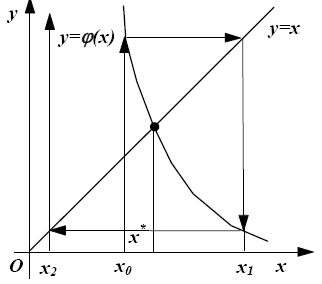 y
y=φ(x)
y=x
x*
O x₂ x₀ x₁ x